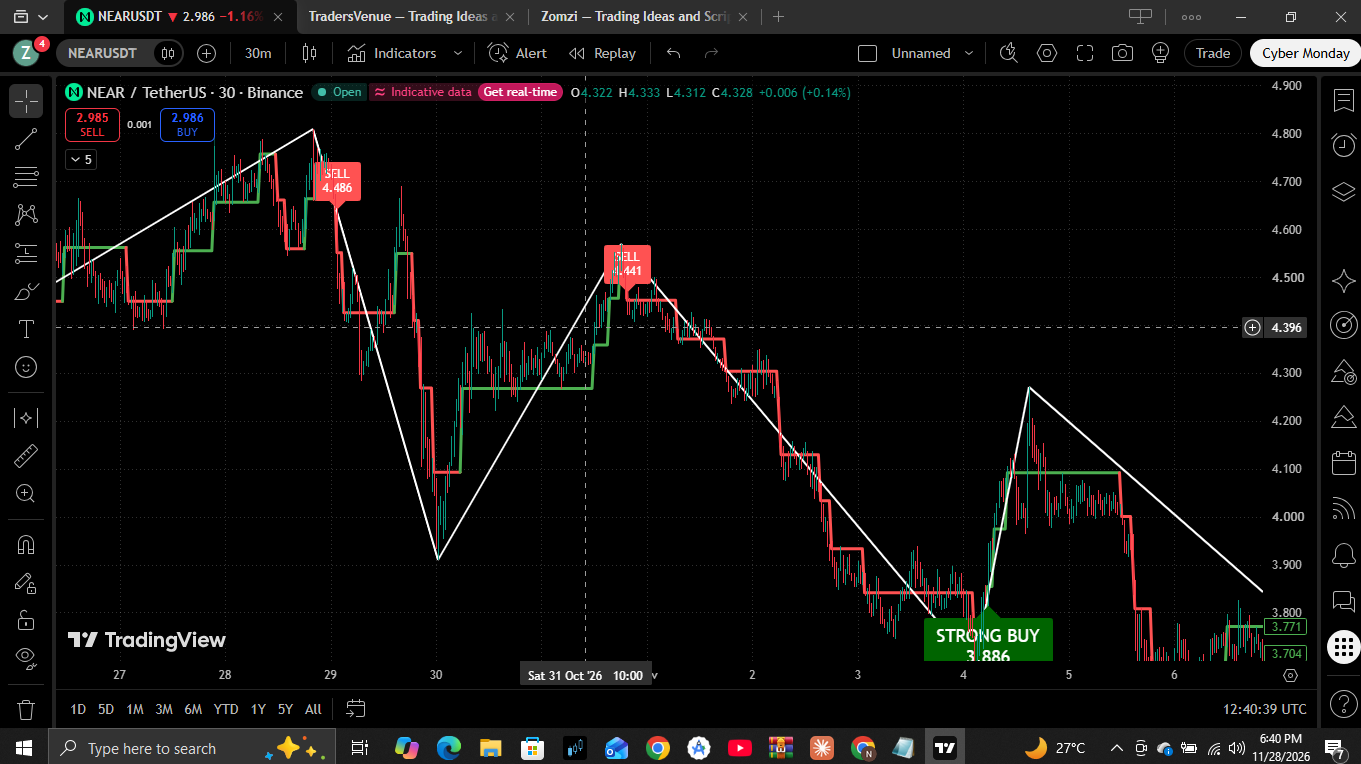 NEARUSDT ▼ 2.986 −1.16%
TradersVenue — Trading Ideas a
Zomzi — Trading Ideas and Scri
Z
4
NEARUSDT
30m
Indicators
Alert
Replay
Unnamed
Trade
Cyber Monday
NEAR / TetherUS · 30 · Binance
Open
Indicative data
Get real-time
O4.322 H4.333 L4.312 C4.328 +0.006 (+0.14%)
2.985
SELL
0.001
2.986
BUY
5
SELL
4.486
SELL
4.441
STRONG BUY
3.886
4.900
4.800
4.700
4.600
4.500
4.396
4.300
4.200
4.100
4.000
3.900
3.800
3.771
3.704
TradingView
27
28
29
30
Sat 31 Oct '26 10:00
2
3
4
5
6
1D
5D
1M
3M
6M
YTD
1Y
5Y
All
12:40:39 UTC
Type here to search
27°C
6:40 PM
11/28/2026
7